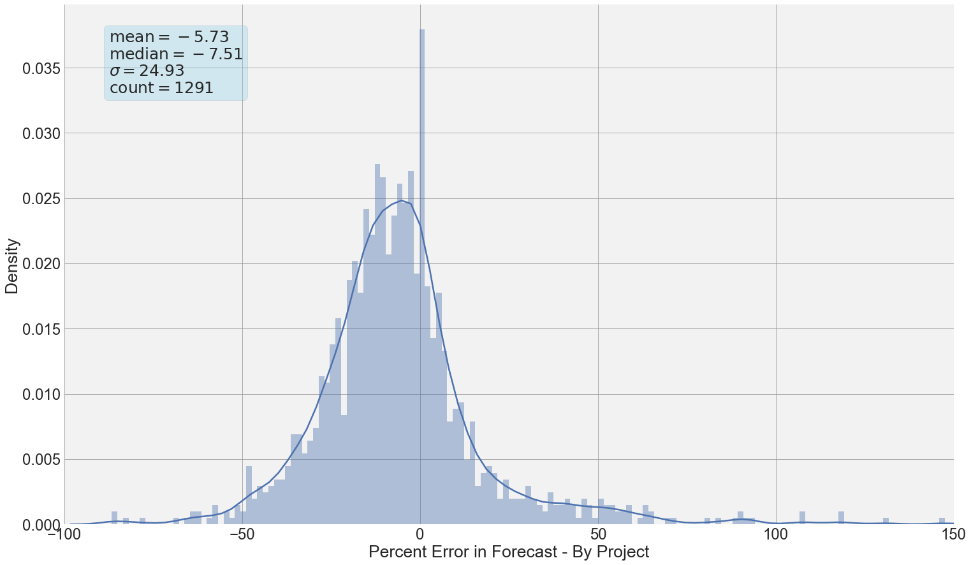 mean = −5.73
median = −7.51
σ = 24.93
count = 1291
0.035
0.030
0.025
0.020
0.015
0.010
0.005
0.000
Density
−100
−50
0
50
100
150
Percent Error in Forecast - By Project